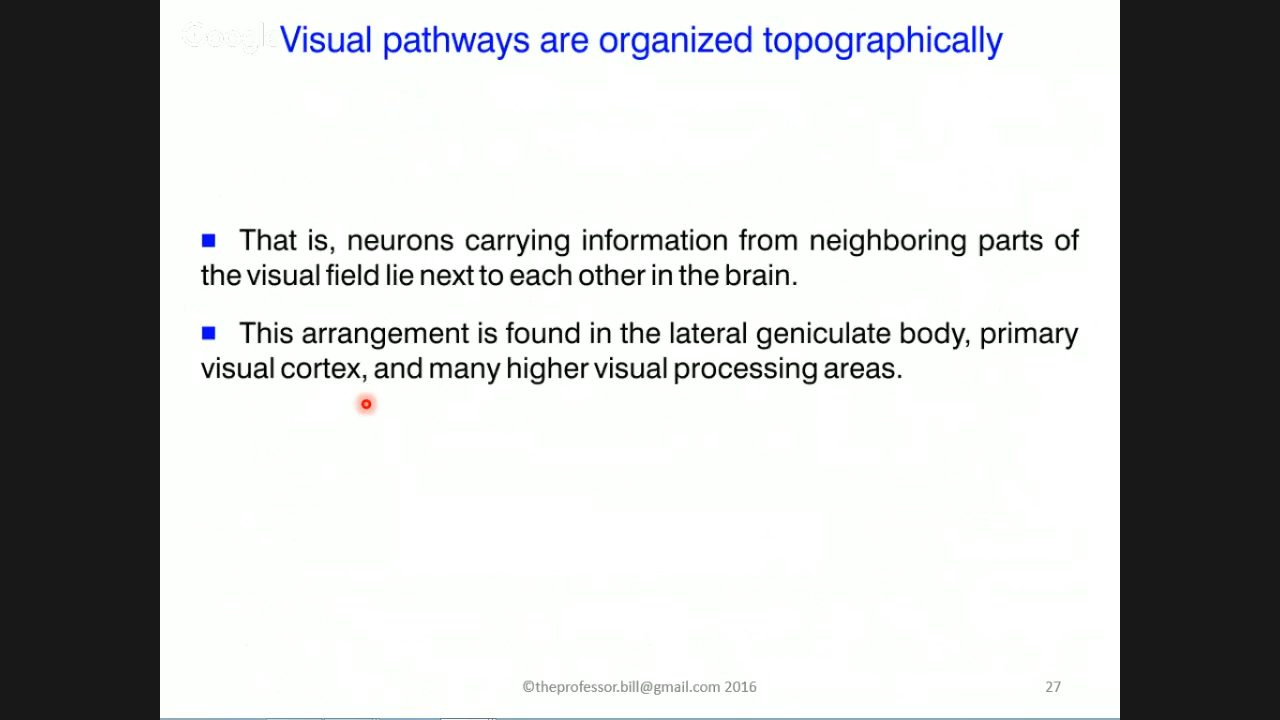 Google
Visual pathways are organized topographically
■ That is, neurons carrying information from neighboring parts of
the visual field lie next to each other in the brain.
■ This arrangement is found in the lateral geniculate body, primary
visual cortex, and many higher visual processing areas.
©theprofessor.bill@gmail.com 2016
27